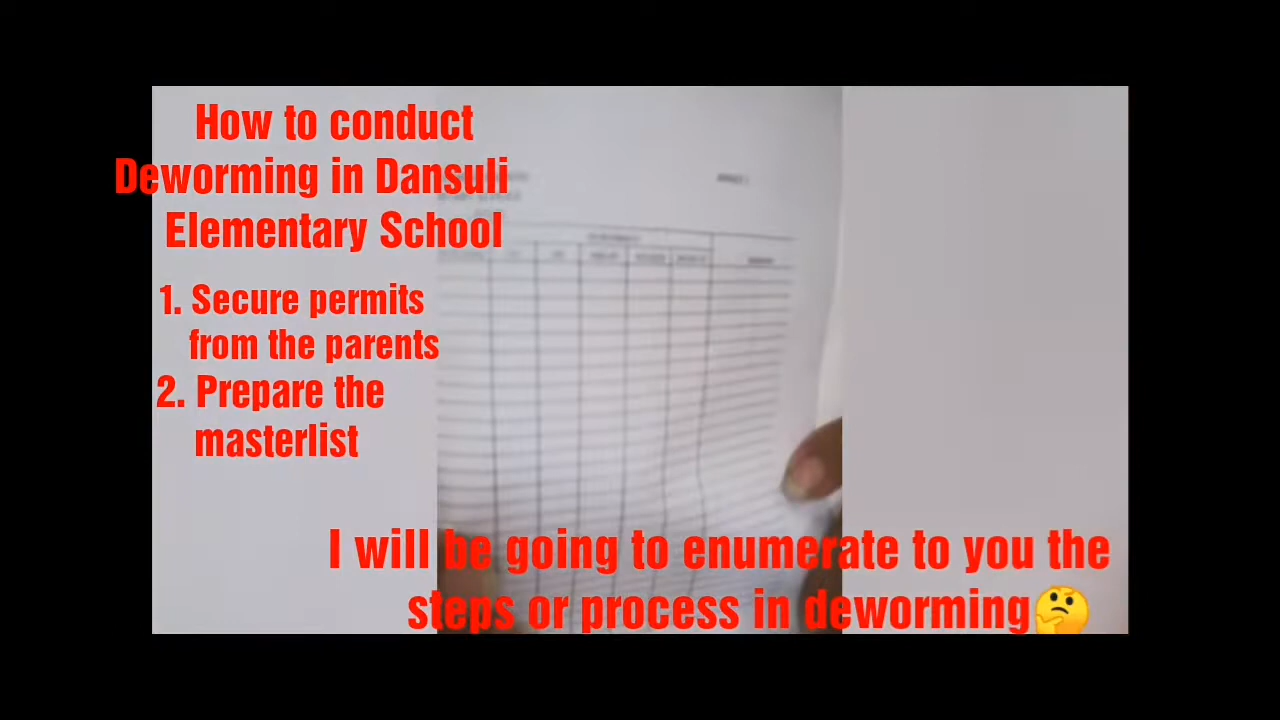 How to conduct
Deworming in Dansuli
Elementary School
1. Secure permits
from the parents
2. Prepare the
masterlist
I will be going to enumerate to you the
steps or process in deworming🤔